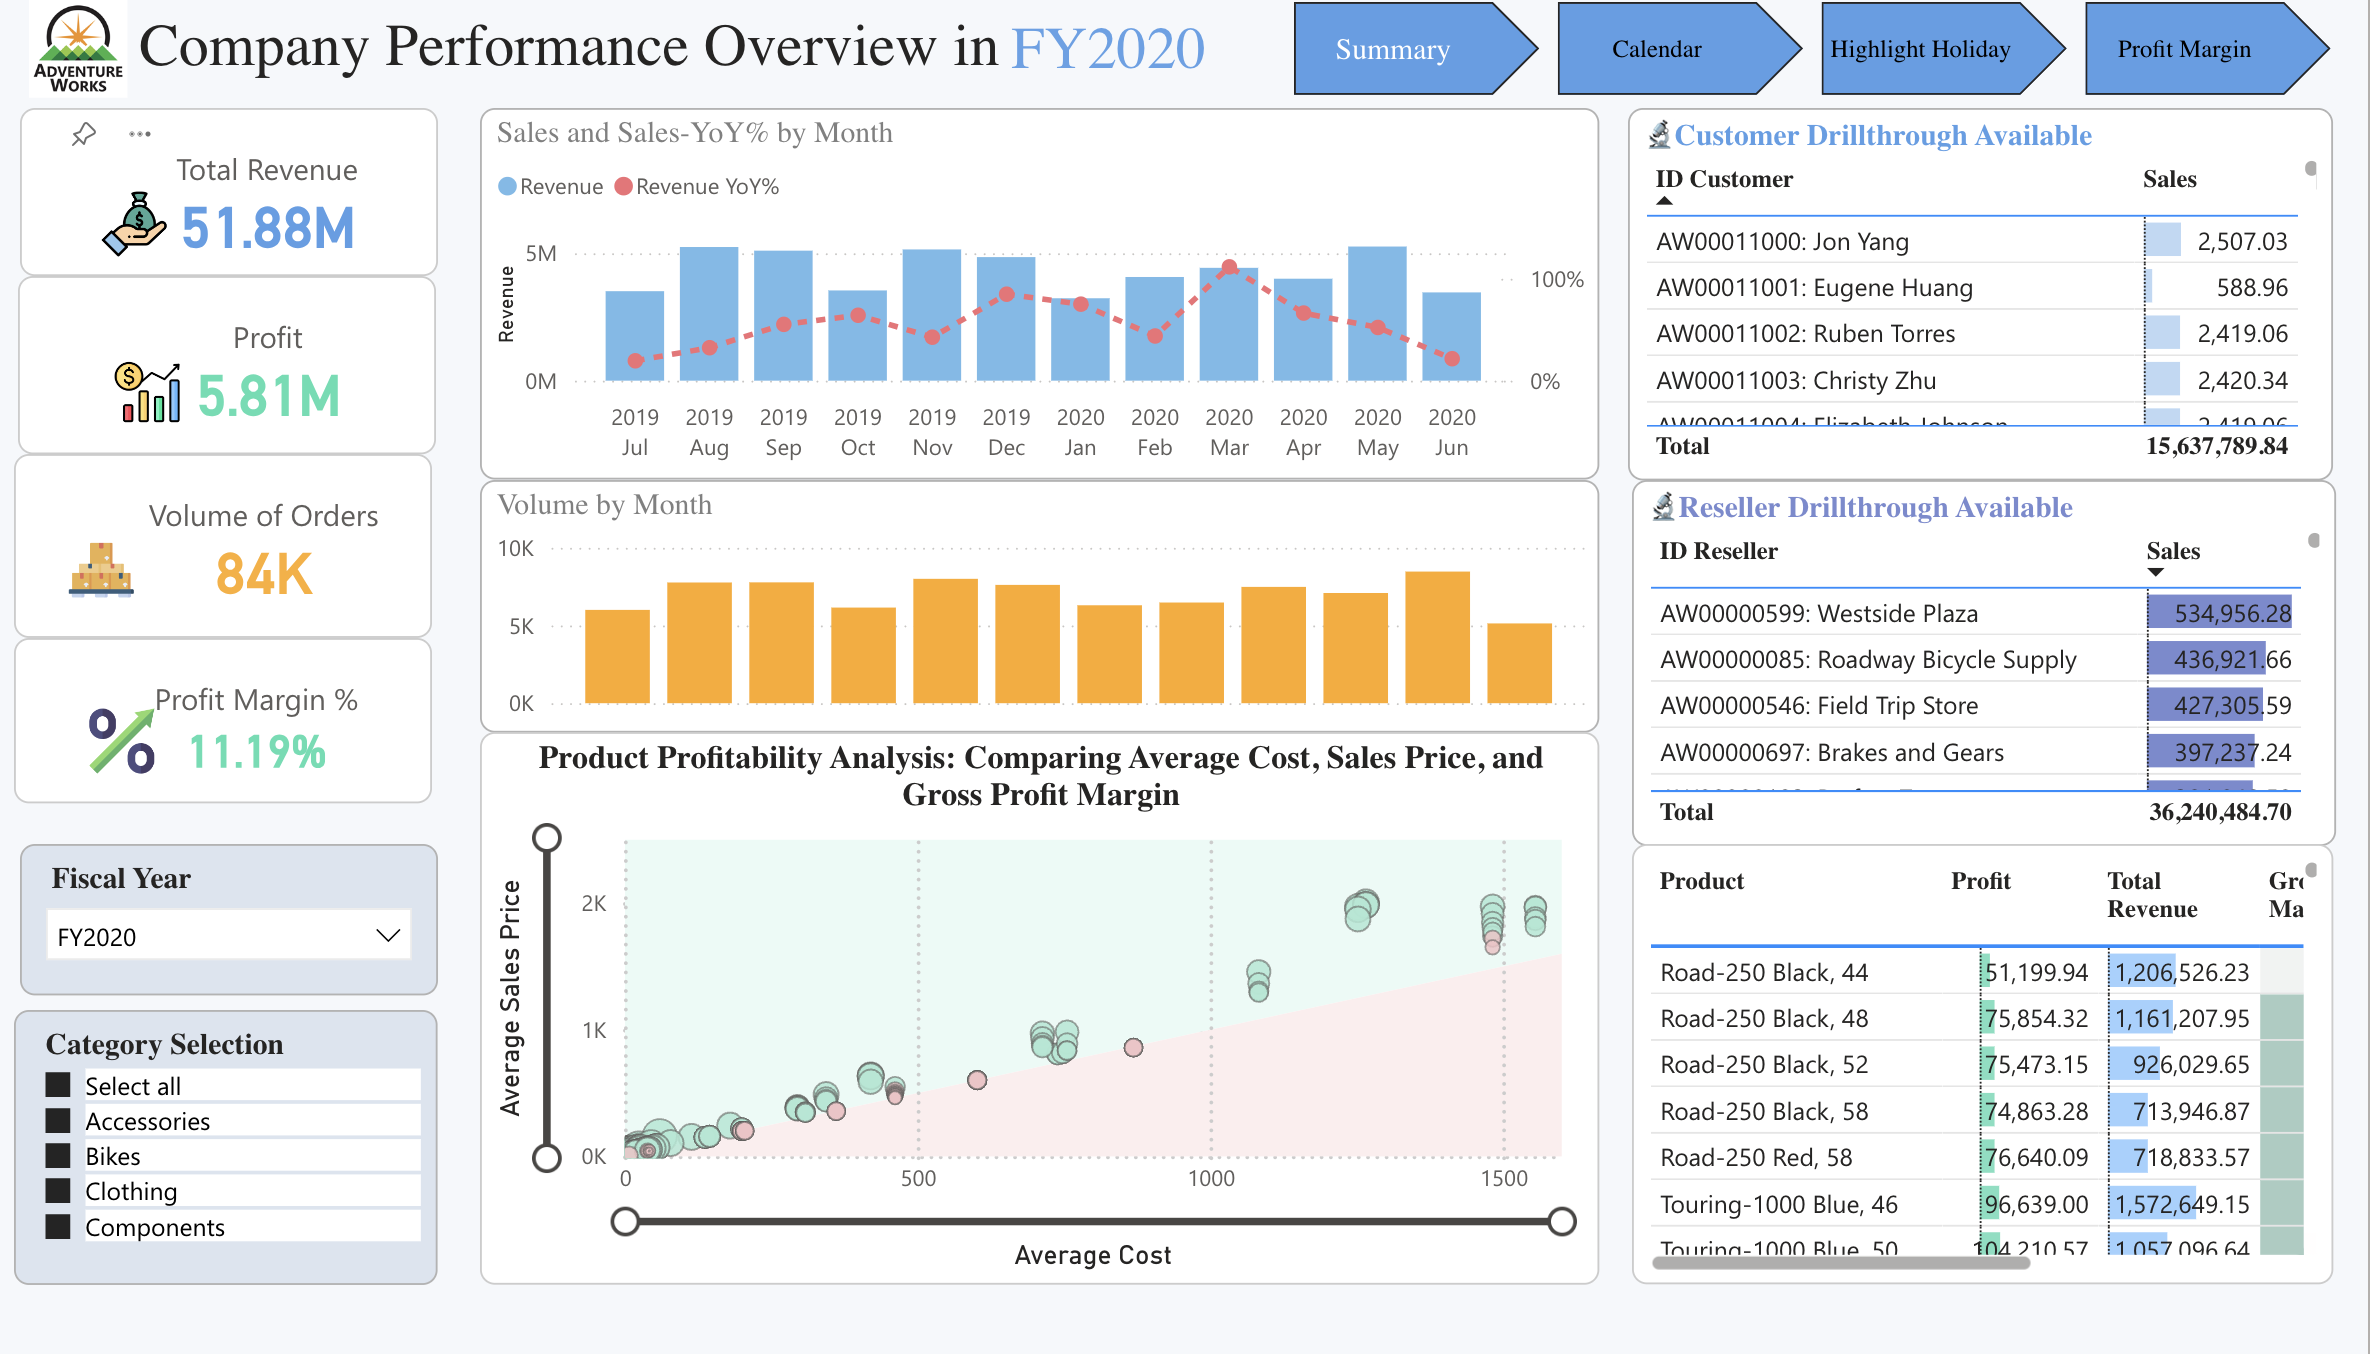 ADVENTURE
WORKS
Company Performance Overview in FY2020
Summary
Calendar
Highlight Holiday
Profit Margin
Total Revenue
51.88M
Profit
5.81M
Volume of Orders
84K
Profit Margin %
11.19%
Fiscal Year
FY2020
Category Selection
Select all
Accessories
Bikes
Clothing
Components
Sales and Sales-YoY% by Month
Revenue Revenue YoY%
Revenue
5M
0M
100%
0%
2019 2019 2019 2019 2019 2019 2020 2020 2020 2020 2020 2020
Jul Aug Sep Oct Nov Dec Jan Feb Mar Apr May Jun
Volume by Month
10K
5K
0K
Product Profitability Analysis: Comparing Average Cost, Sales Price, and
Gross Profit Margin
Average Sales Price
2K
1K
0K
0 500 1000 1500
Average Cost
Customer Drillthrough Available
ID Customer Sales
AW00011000: Jon Yang 2,507.03
AW00011001: Eugene Huang 588.96
AW00011002: Ruben Torres 2,419.06
AW00011003: Christy Zhu 2,420.34
AW00011004: Elizabeth Johnson 2,419.06
Total 15,637,789.84
Reseller Drillthrough Available
ID Reseller Sales
AW00000599: Westside Plaza 534,956.28
AW00000085: Roadway Bicycle Supply 436,921.66
AW00000546: Field Trip Store 427,305.59
AW00000697: Brakes and Gears 397,237.24
Total 36,240,484.70
Product Profit Total Gro
Revenue Ma
Road-250 Black, 44 51,199.94 1,206,526.23
Road-250 Black, 48 75,854.32 1,161,207.95
Road-250 Black, 52 75,473.15 926,029.65
Road-250 Black, 58 74,863.28 713,946.87
Road-250 Red, 58 76,640.09 718,833.57
Touring-1000 Blue, 46 96,639.00 1,572,649.15
Touring-1000 Blue, 50 104,210.57 1,057,096.64